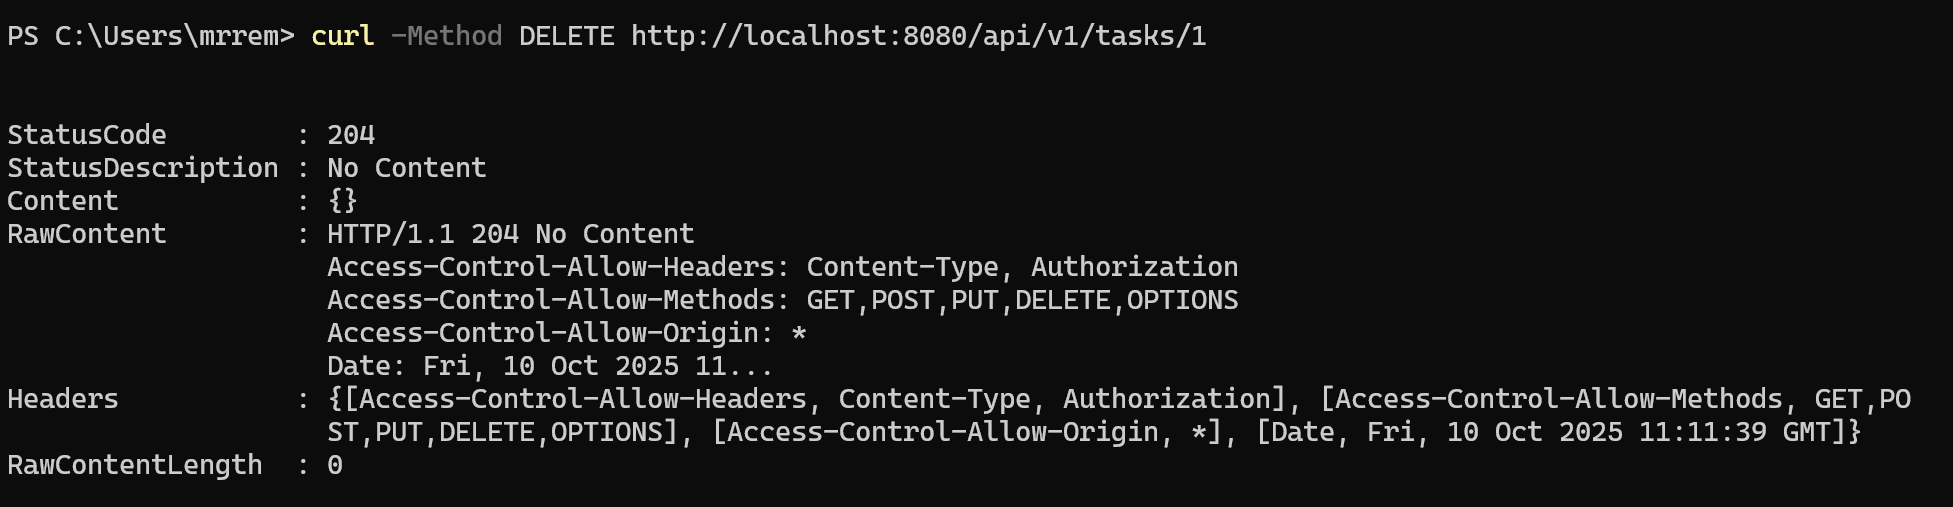 PS C:\Users\mrrem> curl -Method DELETE http://localhost:8080/api/v1/tasks/1
StatusCode        : 204
StatusDescription : No Content
Content           : {}
RawContent        : HTTP/1.1 204 No Content
                    Access-Control-Allow-Headers: Content-Type, Authorization
                    Access-Control-Allow-Methods: GET,POST,PUT,DELETE,OPTIONS
                    Access-Control-Allow-Origin: *
                    Date: Fri, 10 Oct 2025 11...
Headers           : {[Access-Control-Allow-Headers, Content-Type, Authorization], [Access-Control-Allow-Methods, GET,PO
                    ST,PUT,DELETE,OPTIONS], [Access-Control-Allow-Origin, *], [Date, Fri, 10 Oct 2025 11:11:39 GMT]}
RawContentLength  : 0